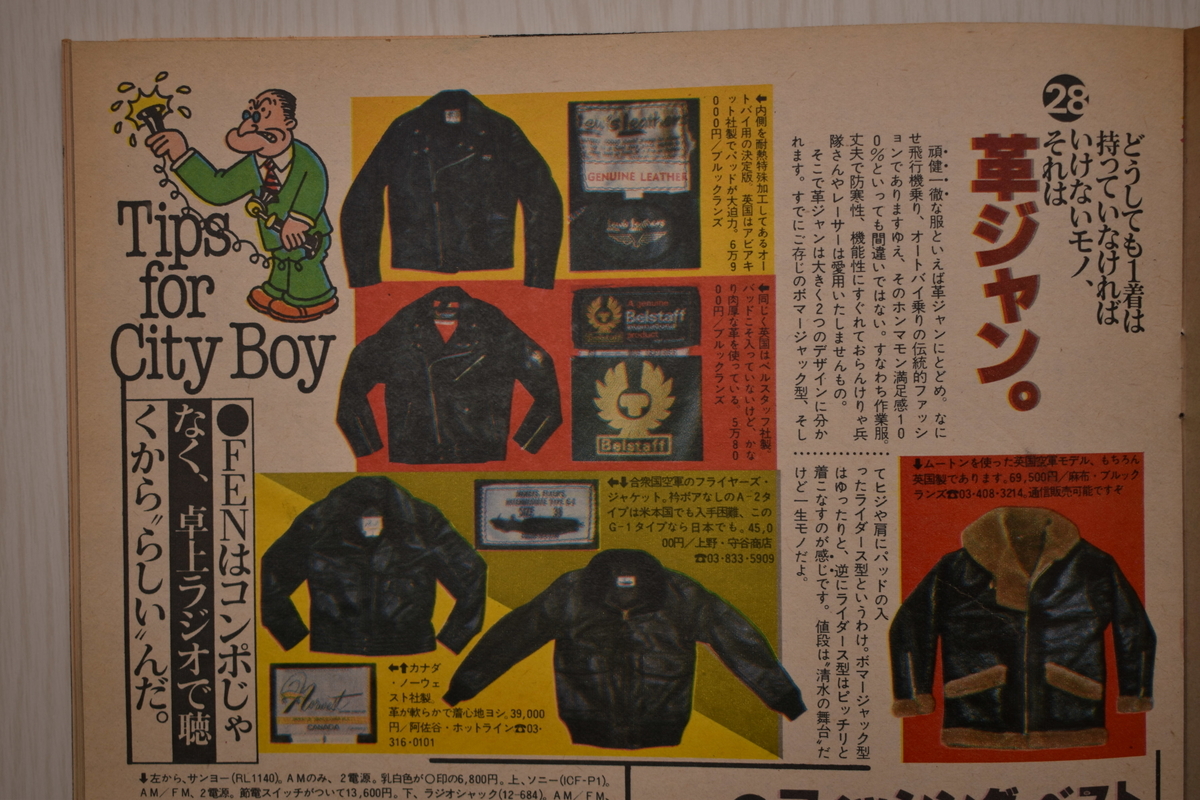 28
どうしても1着は
持っていなければ
いけないモノ、
それは
革ジャン。
頑健一徹な服といえば革ジャンにとどめ。なに
せ飛行機乗り、オートバイ乗りの伝統的ファッシ
ョンでありますゆえ、そのホンマモン満足感10
0%といっても間違いではない。すなわち作業服。
丈夫で防寒性、機能性にすぐれておらんけりゃ兵
隊さんやレーサーは愛用いたしませんもの。
そこで革ジャンは大きく2つのデザインに分か
れます。すでにご存じのボマージャック型、そし
てヒジや肩にパッドの入
ったライダース型というわけ。ボマージャック型
はゆったりと、逆にライダース型はピッチリと
着こなすのが感じです。値段は"清水の舞台"だ
けど一生モノだよ。
⬇ムートンを使った英国空軍モデル、もちろん
英国製であります。69,500円/麻布・ブルック
ランズ☎03・408・3214。通信販売可能ですぞ
⬅内側を耐熱特殊加工してあるオー
トバイ用の決定版。英国はアビアキ
ット社製でパッドが大迫力。6万9
000円/ブルックランズ
GENUINE LEATHER
⬅同じく英国はベルスタッフ社製。
パッドこそ入っていないけど、かな
り肉厚な革を使っている。5万80
00円/ブルックランズ
A genuine
Belstaff
International
product
Belstaff
⬅⬇合衆国空軍のフライヤーズ・
ジャケット。衿ボアなしのA-2タ
イプは米本国でも入手困難、この
G-1タイプなら日本でも。45,0
00円/上野・守谷商店
☎03・833・5909
SIZE 38
⬅⬆カナダ
・ノーウェ
スト社製。
革が軟らかで着心地ヨシ。39,000
円/阿佐谷・ホットライン☎03・
316・0101
CANADA
Tips
for
City Boy
●FENはコンポじゃ
なく、卓上ラジオで聴
くから"らしい"んだ。
⬇左から、サンヨー(RL1140)。AMのみ、2電源。乳白色が〇印の6,800円。上、ソニー(ICF-P1)。
AM/FM、2電源。節電スイッチがついて13,600円。下、ラジオシャック(12-684)。AM/FM、